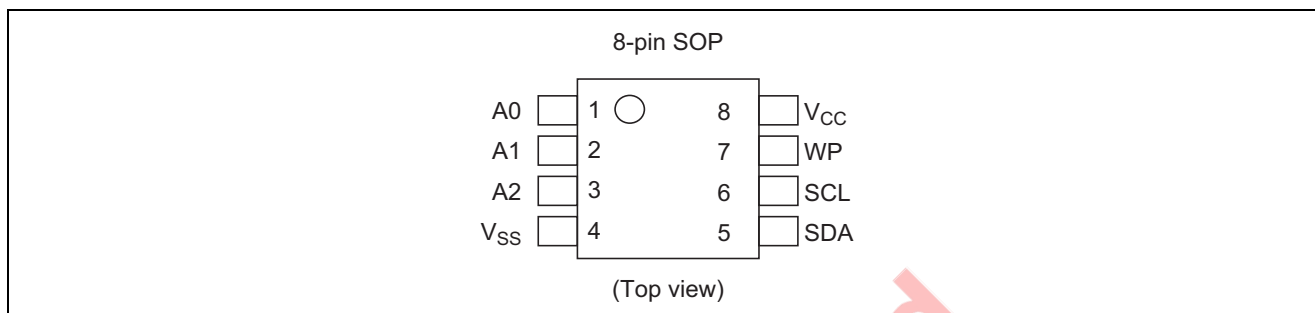 8-pin SOP
A0 1 8 VCC
A1 2 7 WP
A2 3 6 SCL
VSS 4 5 SDA
(Top view)